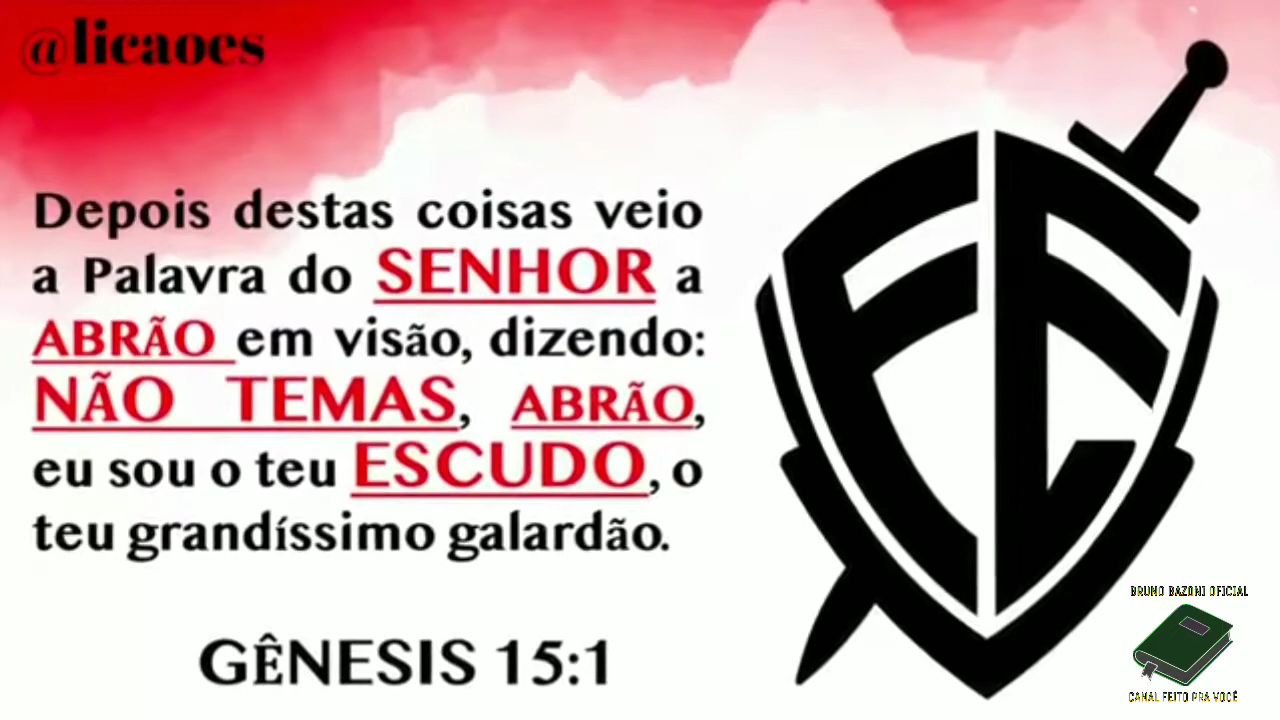 @licaoes
Depois destas coisas veio
a Palavra do SENHOR a
ABRÃO em visão, dizendo:
NÃO TEMAS, ABRÃO,
eu sou o teu ESCUDO, o
teu grandíssimo galardão.
GÊNESIS 15:1
FÉ
BRUNO BAZONI OFICIAL
CANAL FEITO PRA VOCÊ